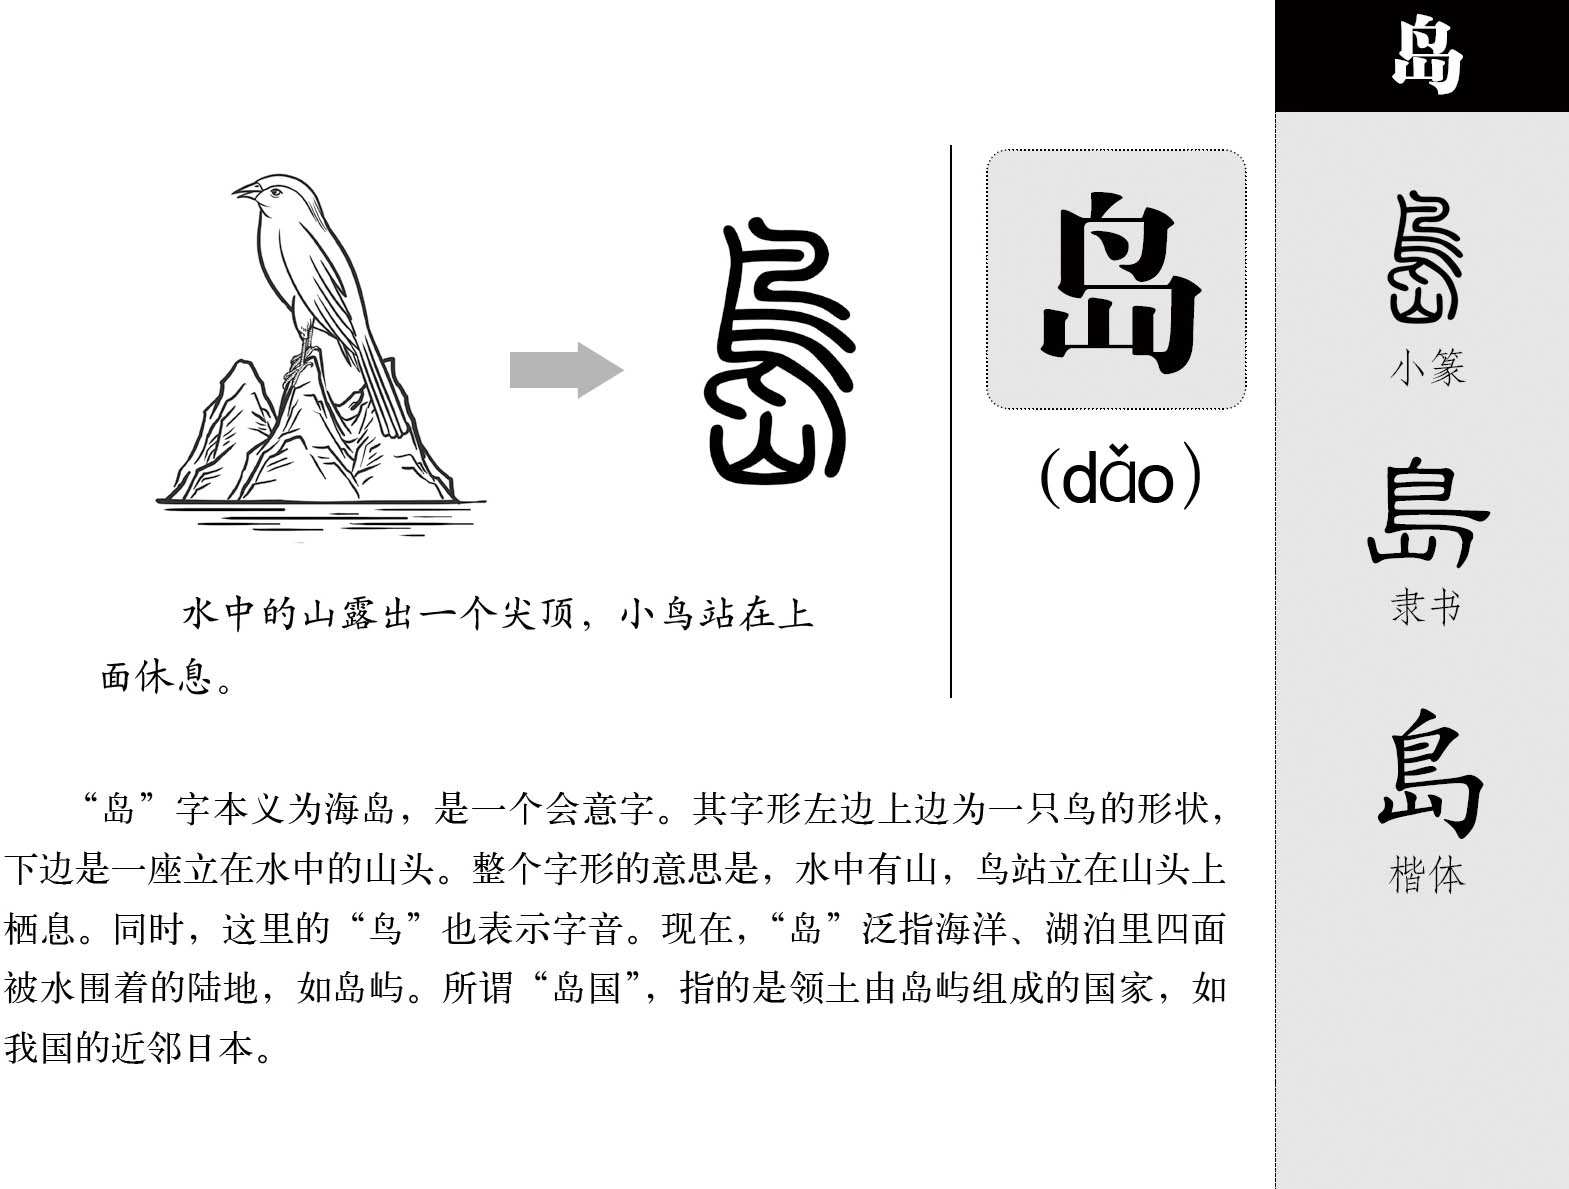 岛
岛
(dǎo)
水中的山露出一个尖顶，小鸟站在上
面休息。
“岛”字本义为海岛，是一个会意字。其字形左边上边为一只鸟的形状，
下边是一座立在水中的山头。整个字形的意思是，水中有山，鸟站立在山头上
栖息。同时，这里的“鸟”也表示字音。现在，“岛”泛指海洋、湖泊里四面
被水围着的陆地，如岛屿。所谓“岛国”，指的是领土由岛屿组成的国家，如
我国的近邻日本。
島
小篆
島
隶书
島
楷体